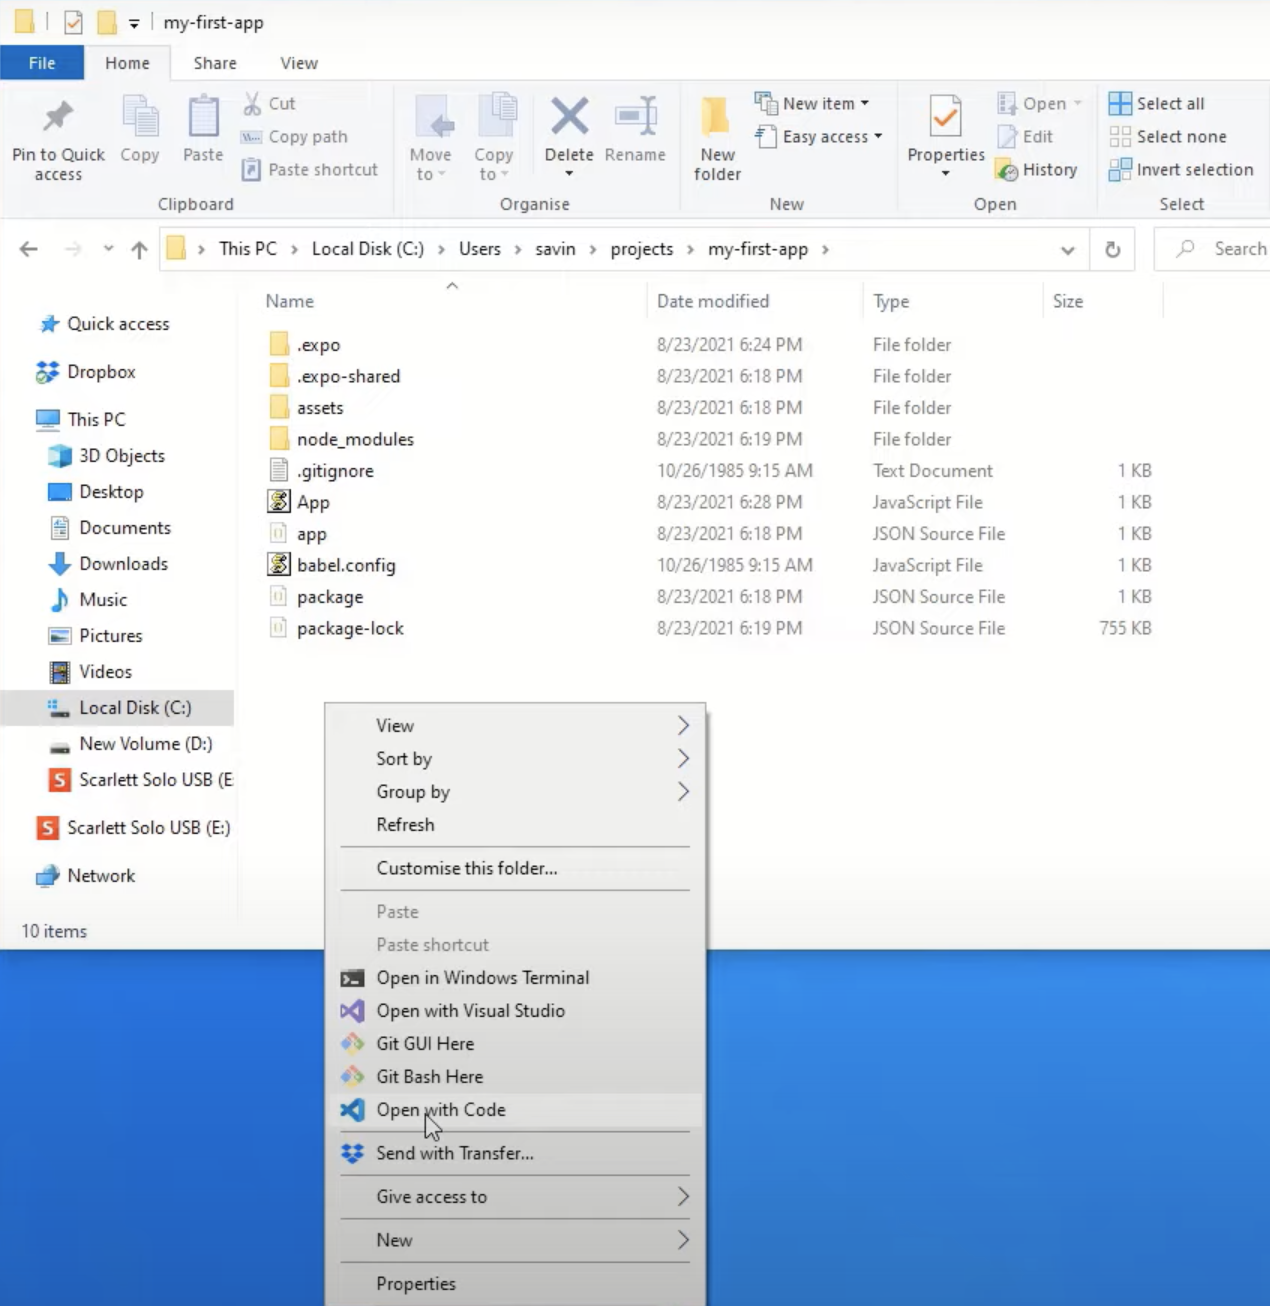 my-first-app
File Home Share View
Pin to Quick access
Copy
Paste
Cut
Copy path
Paste shortcut
Clipboard
Move to
Copy to
Delete
Rename
Organise
New folder
New item
Easy access
New
Properties
Open
Edit
History
Open
Select all
Select none
Invert selection
Select
This PC > Local Disk (C:) > Users > savin > projects > my-first-app >
Search
Name Date modified Type Size
.expo 8/23/2021 6:24 PM File folder
.expo-shared 8/23/2021 6:18 PM File folder
assets 8/23/2021 6:18 PM File folder
node_modules 8/23/2021 6:19 PM File folder
.gitignore 10/26/1985 9:15 AM Text Document 1 KB
App 8/23/2021 6:28 PM JavaScript File 1 KB
app 8/23/2021 6:18 PM JSON Source File 1 KB
babel.config 10/26/1985 9:15 AM JavaScript File 1 KB
package 8/23/2021 6:18 PM JSON Source File 1 KB
package-lock 8/23/2021 6:19 PM JSON Source File 755 KB
Quick access
Dropbox
This PC
3D Objects
Desktop
Documents
Downloads
Music
Pictures
Videos
Local Disk (C:)
New Volume (D:)
Scarlett Solo USB (E
Scarlett Solo USB (E:)
Network
10 items
View
Sort by
Group by
Refresh
Customise this folder...
Paste
Paste shortcut
Open in Windows Terminal
Open with Visual Studio
Git GUI Here
Git Bash Here
Open with Code
Send with Transfer...
Give access to
New
Properties